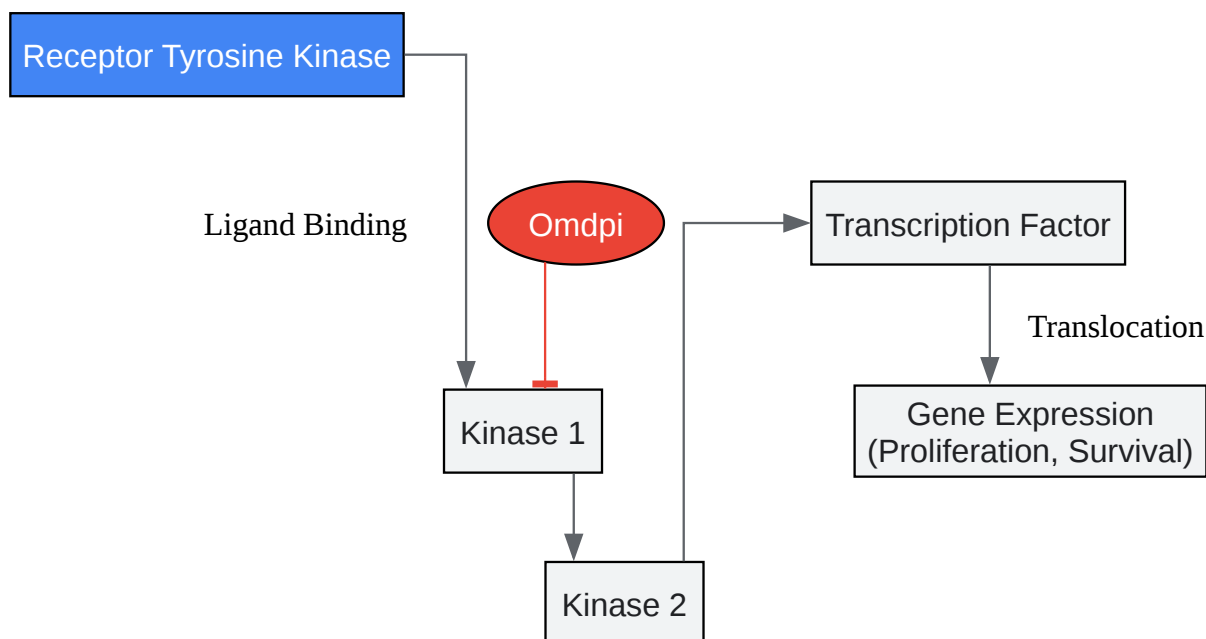 Receptor Tyrosine Kinase
Ligand Binding
Omdpi
Transcription Factor
Translocation
Kinase 1
Gene Expression
(Proliferation, Survival)
Kinase 2